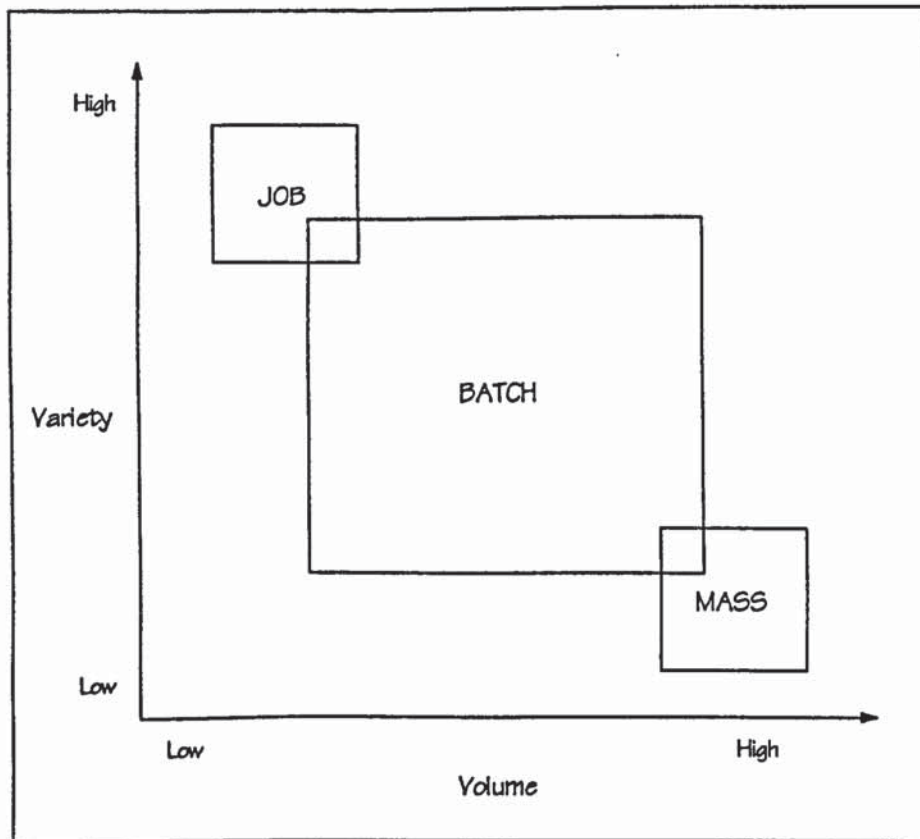 High
JOB
BATCH
Variety
MASS
Low
Low
High
Volume